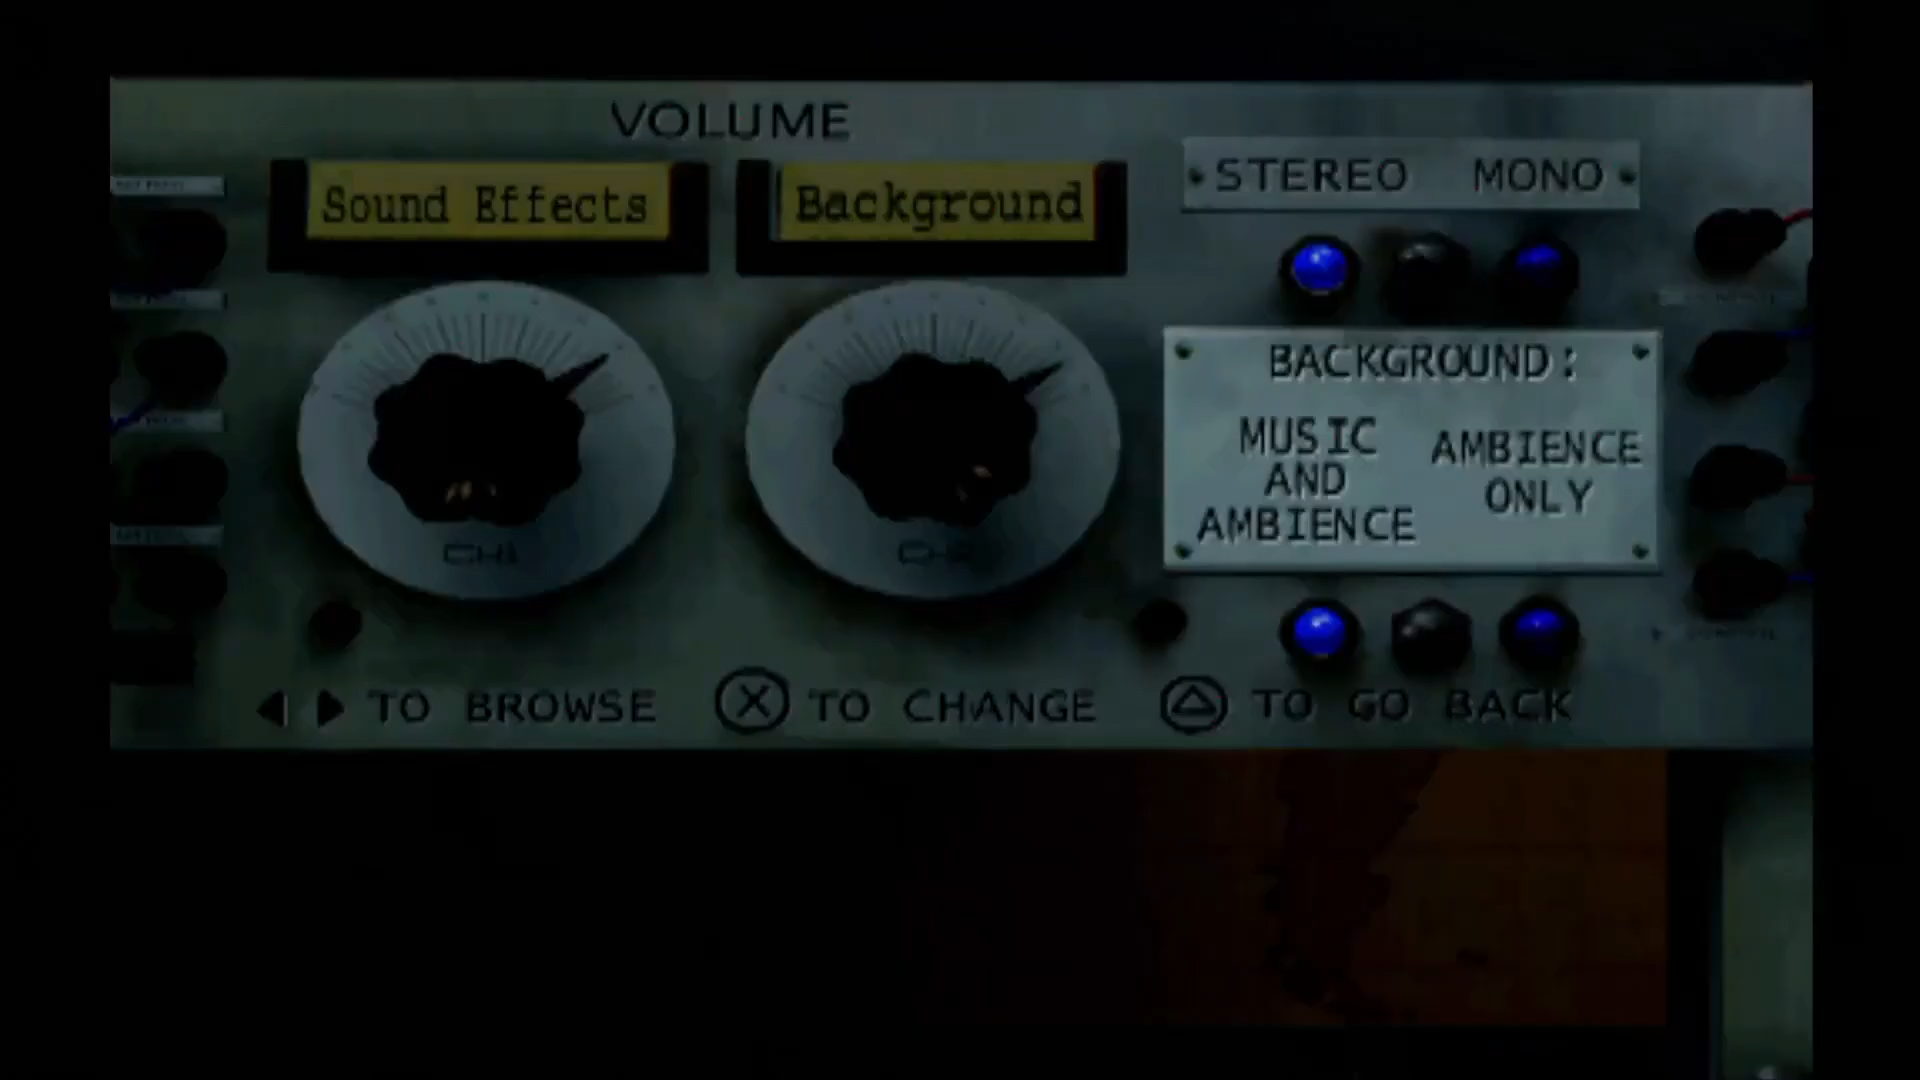 VOLUME
Sound Effects
Background
STEREO MONO
BACKGROUND:
MUSIC AND AMBIENCE
AMBIENCE ONLY
CH1
TO BROWSE
X TO CHANGE
TO GO BACK